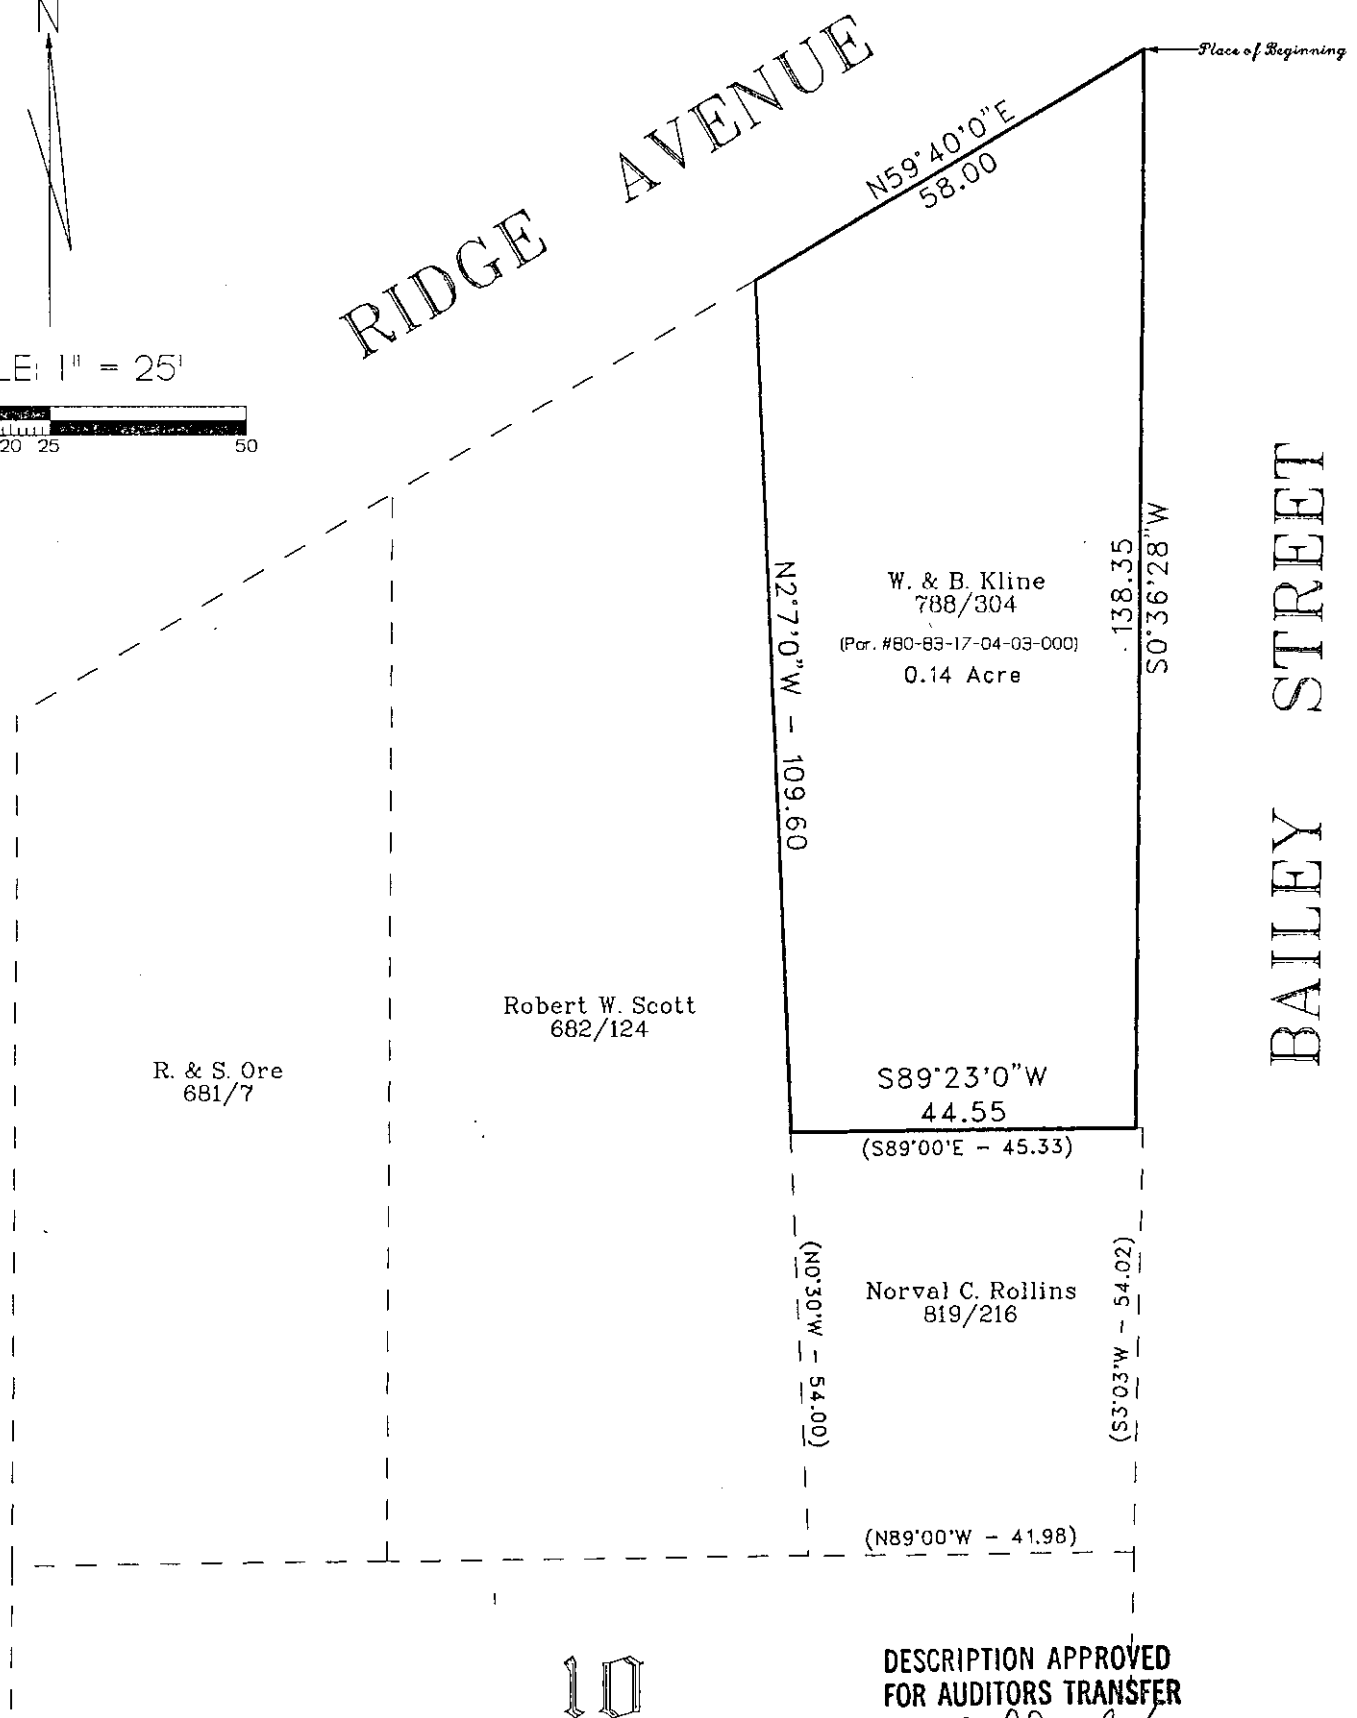 N
Place of Beginning
RIDGE AVENUE
N59°40'0"E
58.00
LE: 1" = 25'
20 25 50
BAILEY STREET
N2°7'0"W - 109.60
W. & B. Kline
788/304
(Par. #80-83-17-04-03-000)
0.14 Acre
138.35
S0°36'28"W
Robert W. Scott
682/124
R. & S. Ore
681/7
S89°23'0"W
44.55
(S89°00'E - 45.33)
(N0°30'W - 54.00)
Norval C. Rollins
819/216
(S3°03'W - 54.02)
(N89°00'W - 41.98)
10
DESCRIPTION APPROVED
FOR AUDITORS TRANSFER